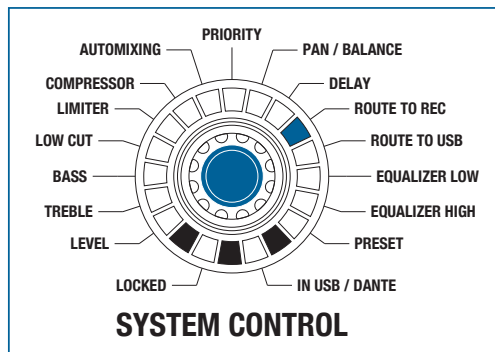 PRIORITY
AUTOMIXING
PAN / BALANCE
COMPRESSOR
DELAY
LIMITER
ROUTE TO REC
LOW CUT
ROUTE TO USB
BASS
EQUALIZER LOW
TREBLE
EQUALIZER HIGH
LEVEL
PRESET
LOCKED
IN USB / DANTE
SYSTEM CONTROL